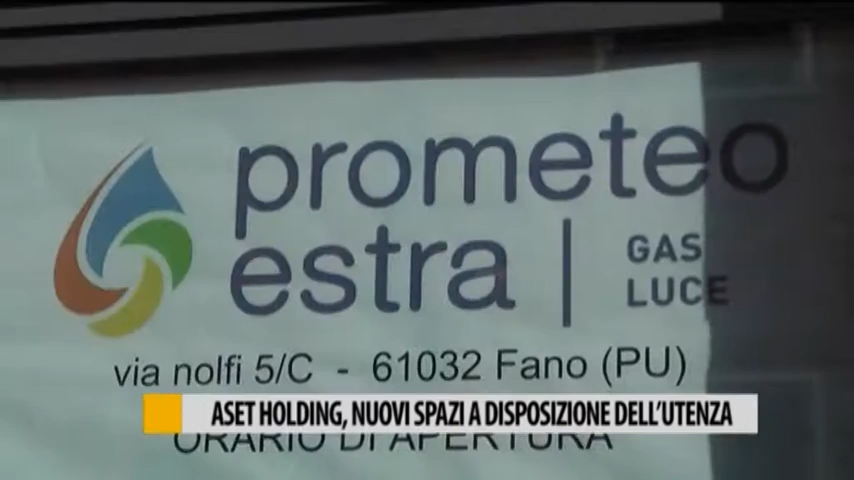 prometeo
estra | GAS
LUCE
via nolfi 5/C - 61032 Fano (PU)
ASET HOLDING, NUOVI SPAZI A DISPOSIZIONE DELL'UTENZA
ORARIO DI APERTURA